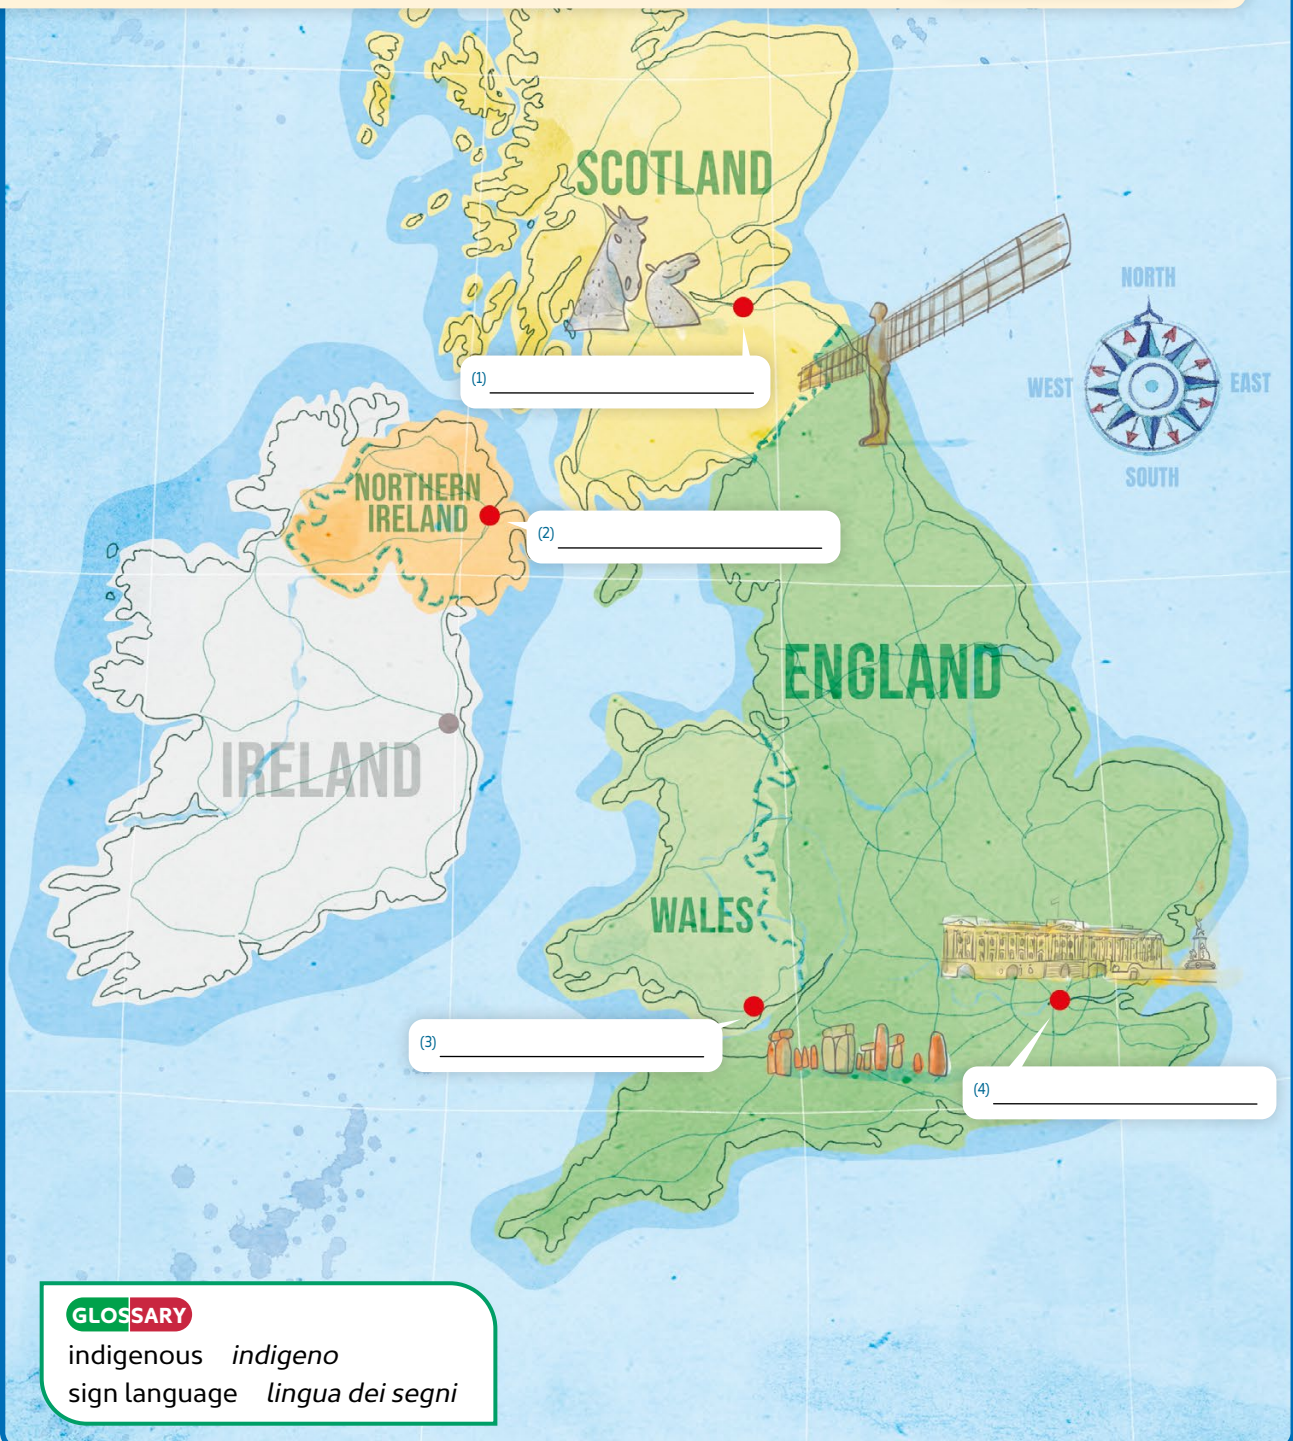 SCOTLAND
NORTH
WEST
EAST
SOUTH
(1)
NORTHERN
IRELAND
(2)
ENGLAND
IRELAND
WALES
(3)
(4)
GLOSSARY
indigenous indigeno
sign language lingua dei segni